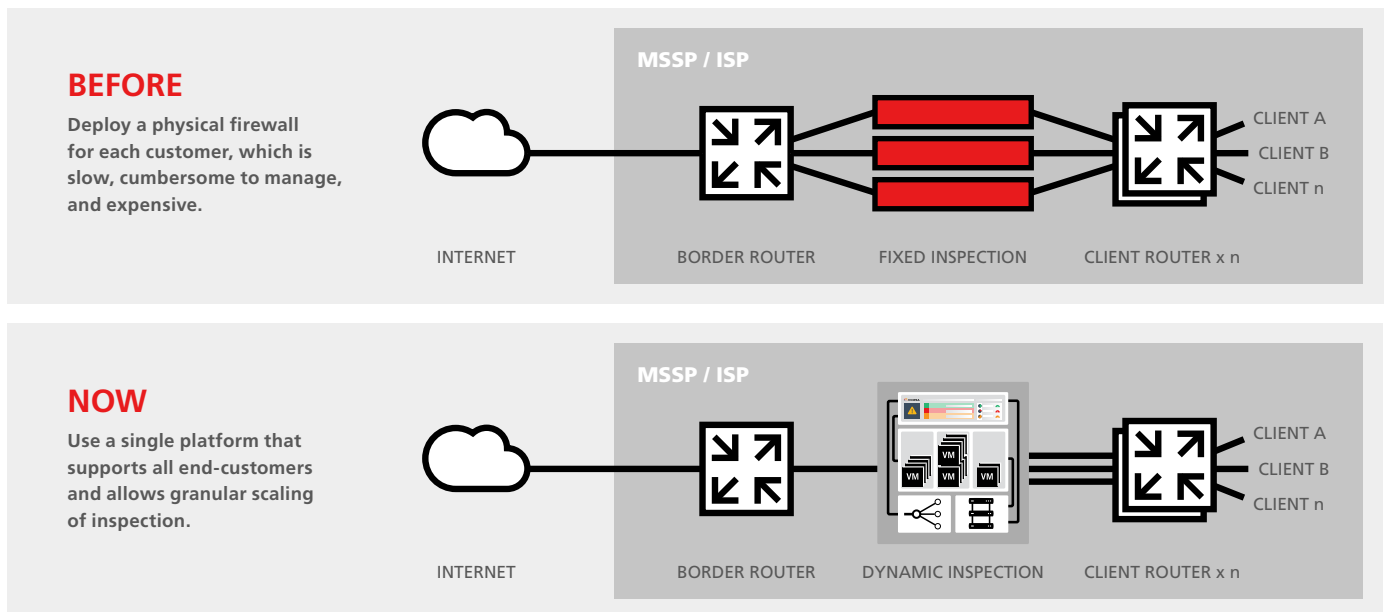 BEFORE
Deploy a physical firewall
for each customer, which is
slow, cumbersome to manage,
and expensive.
MSSP / ISP
CLIENT A
CLIENT B
CLIENT n
INTERNET
BORDER ROUTER
FIXED INSPECTION
CLIENT ROUTER x n
NOW
Use a single platform that
supports all end-customers
and allows granular scaling
of inspection.
MSSP / ISP
VM
VM
VM
VM
CLIENT A
CLIENT B
CLIENT n
INTERNET
BORDER ROUTER
DYNAMIC INSPECTION
CLIENT ROUTER x n